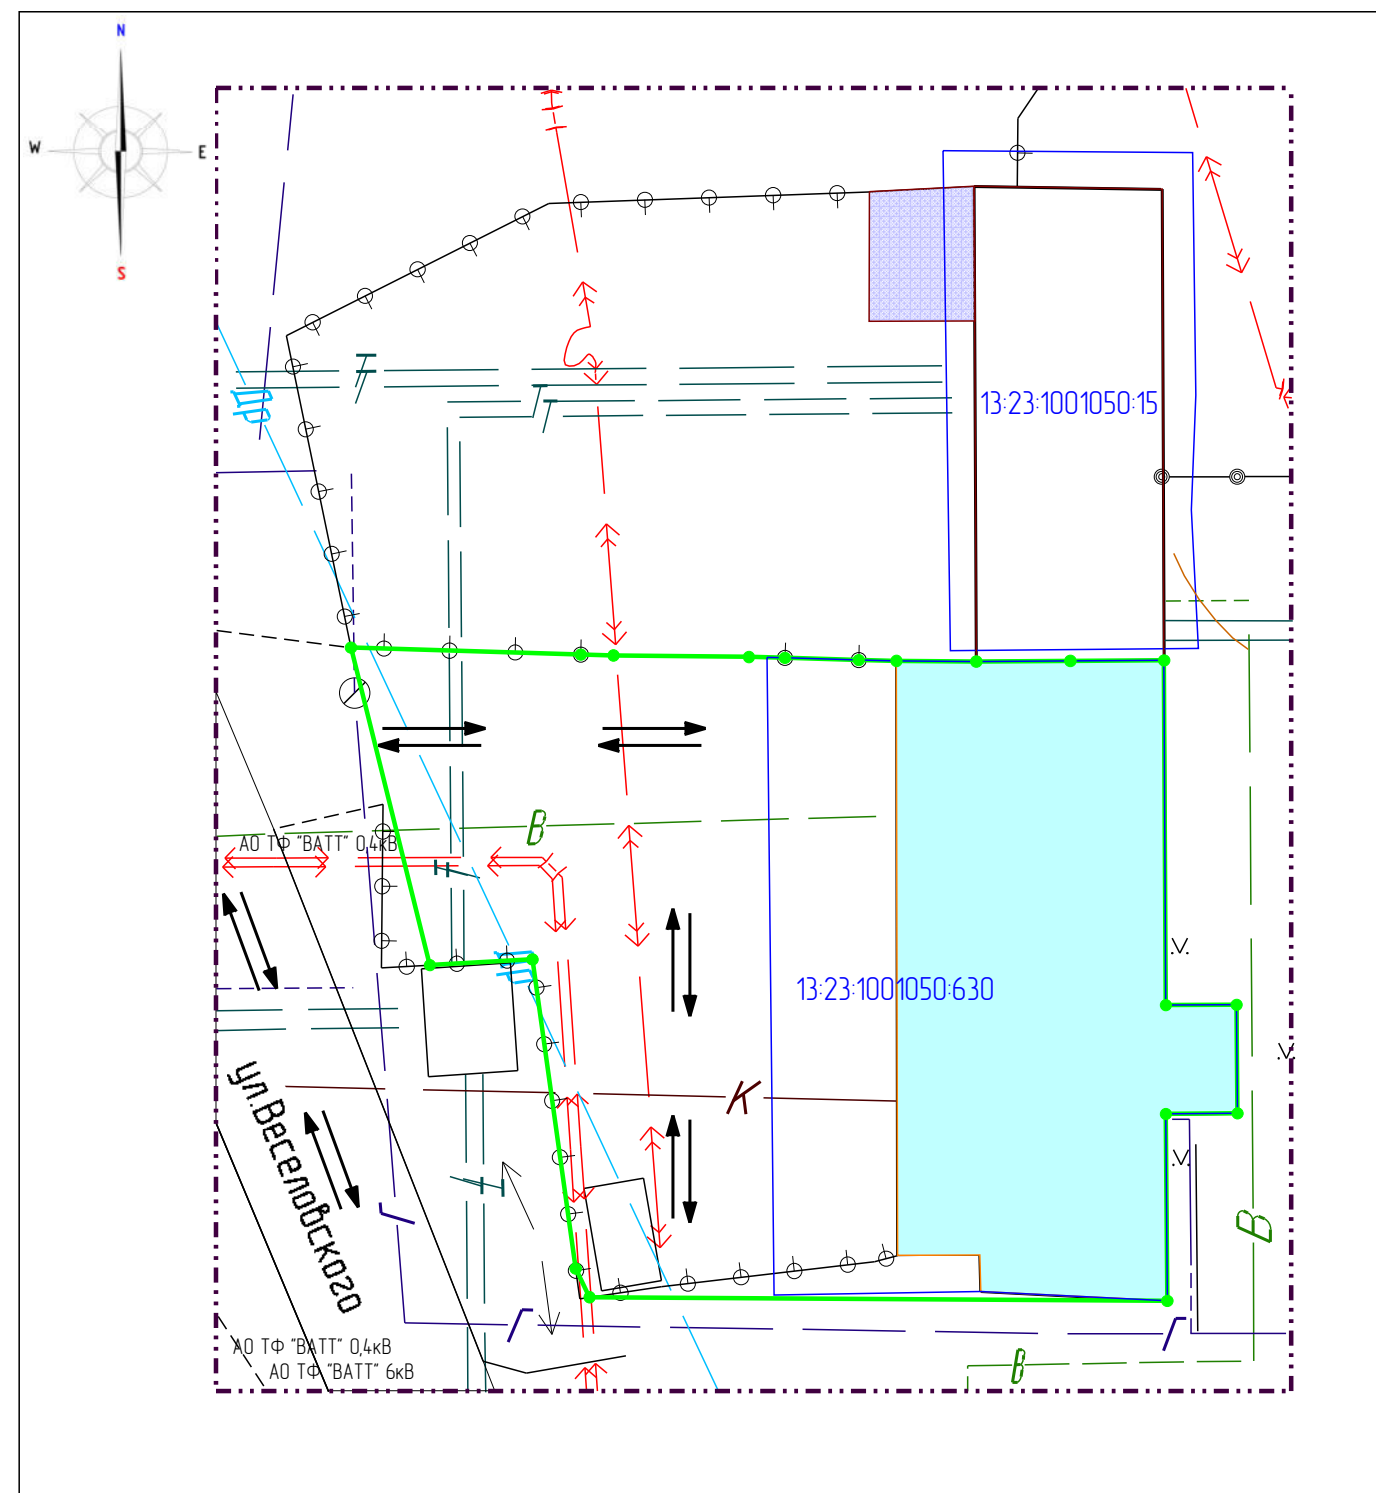 N
W E
S
Т
Др
Т
13:23:1001050:15
В
АО ТФ "ВАТТ" 0,4кВ
Т
13:23:1001050:630
.V.
.V.
К
.V.
ул.Веселовского
Т
Г
В
Г
Г
АО ТФ "ВАТТ" 0,4кВ
В
АО ТФ "ВАТТ" 6кВ